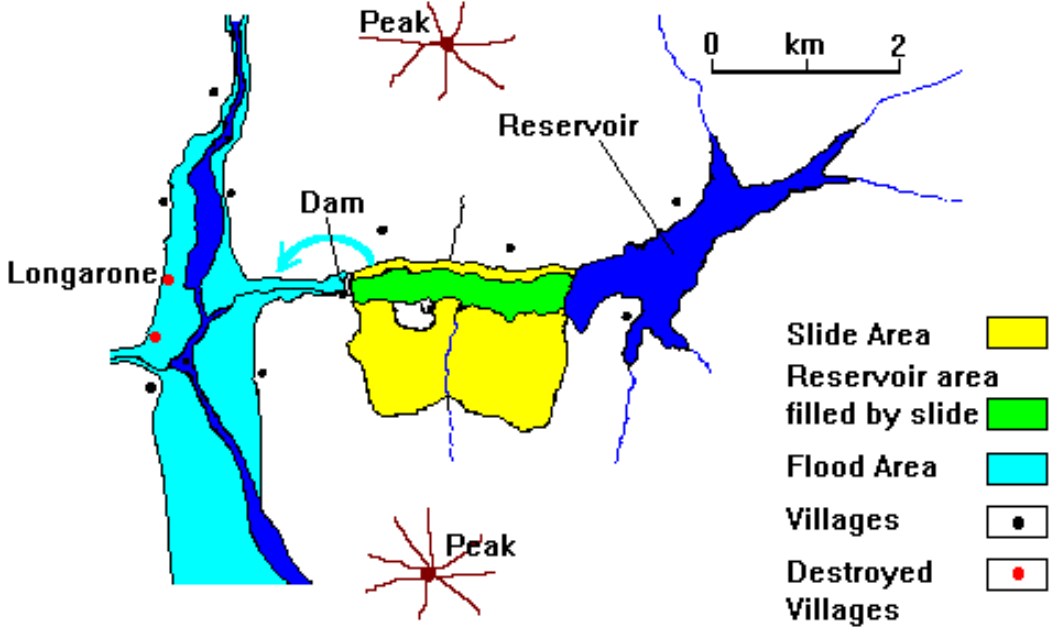 Peak
0 km 2
Reservoir
Dam
Longarone
Peak
Slide Area
Reservoir area
filled by slide
Flood Area
Villages
Destroyed
Villages